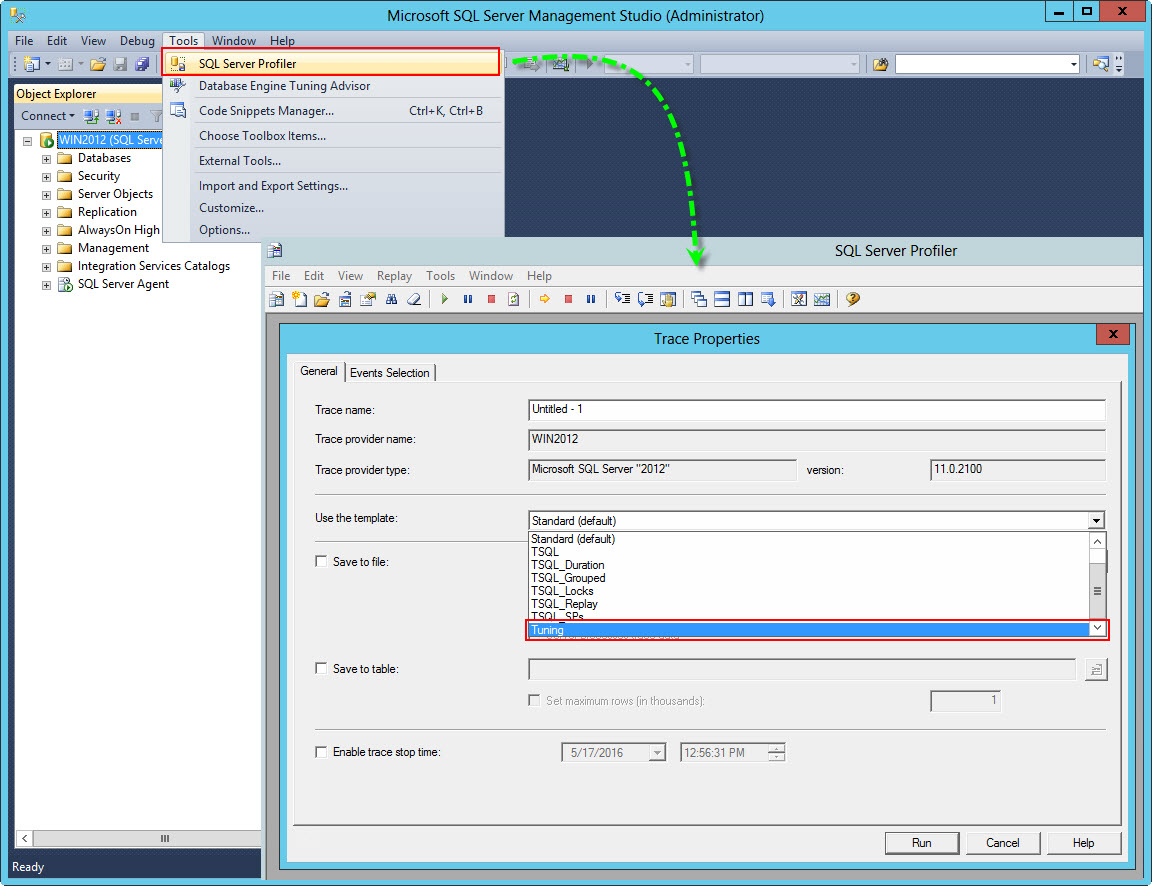 Microsoft SQL Server Management Studio (Administrator)
File Edit View Debug Tools Window Help
SQL Server Profiler
Object Explorer
Database Engine Tuning Advisor
Connect
Code Snippets Manager... Ctrl+K, Ctrl+B
WIN2012 (SQL Serve
Choose Toolbox Items...
Databases
External Tools...
Security
Import and Export Settings...
Server Objects
Customize...
Replication
Options...
AlwaysOn High
Management
Integration Services Catalogs
SQL Server Agent
SQL Server Profiler
File Edit View Replay Tools Window Help
Trace Properties
General Events Selection
Trace name: Untitled - 1
Trace provider name: WIN2012
Trace provider type: Microsoft SQL Server "2012" version: 11.0.2100
Use the template: Standard (default)
Standard (default)
TSQL
Save to file:
TSQL_Duration
TSQL_Grouped
TSQL_Locks
TSQL_Replay
TSQL_SPs
Tuning
Save to table:
Set maximum rows (in thousands): 1
Enable trace stop time: 5/17/2016 12:56:31 PM
Run Cancel Help
Ready